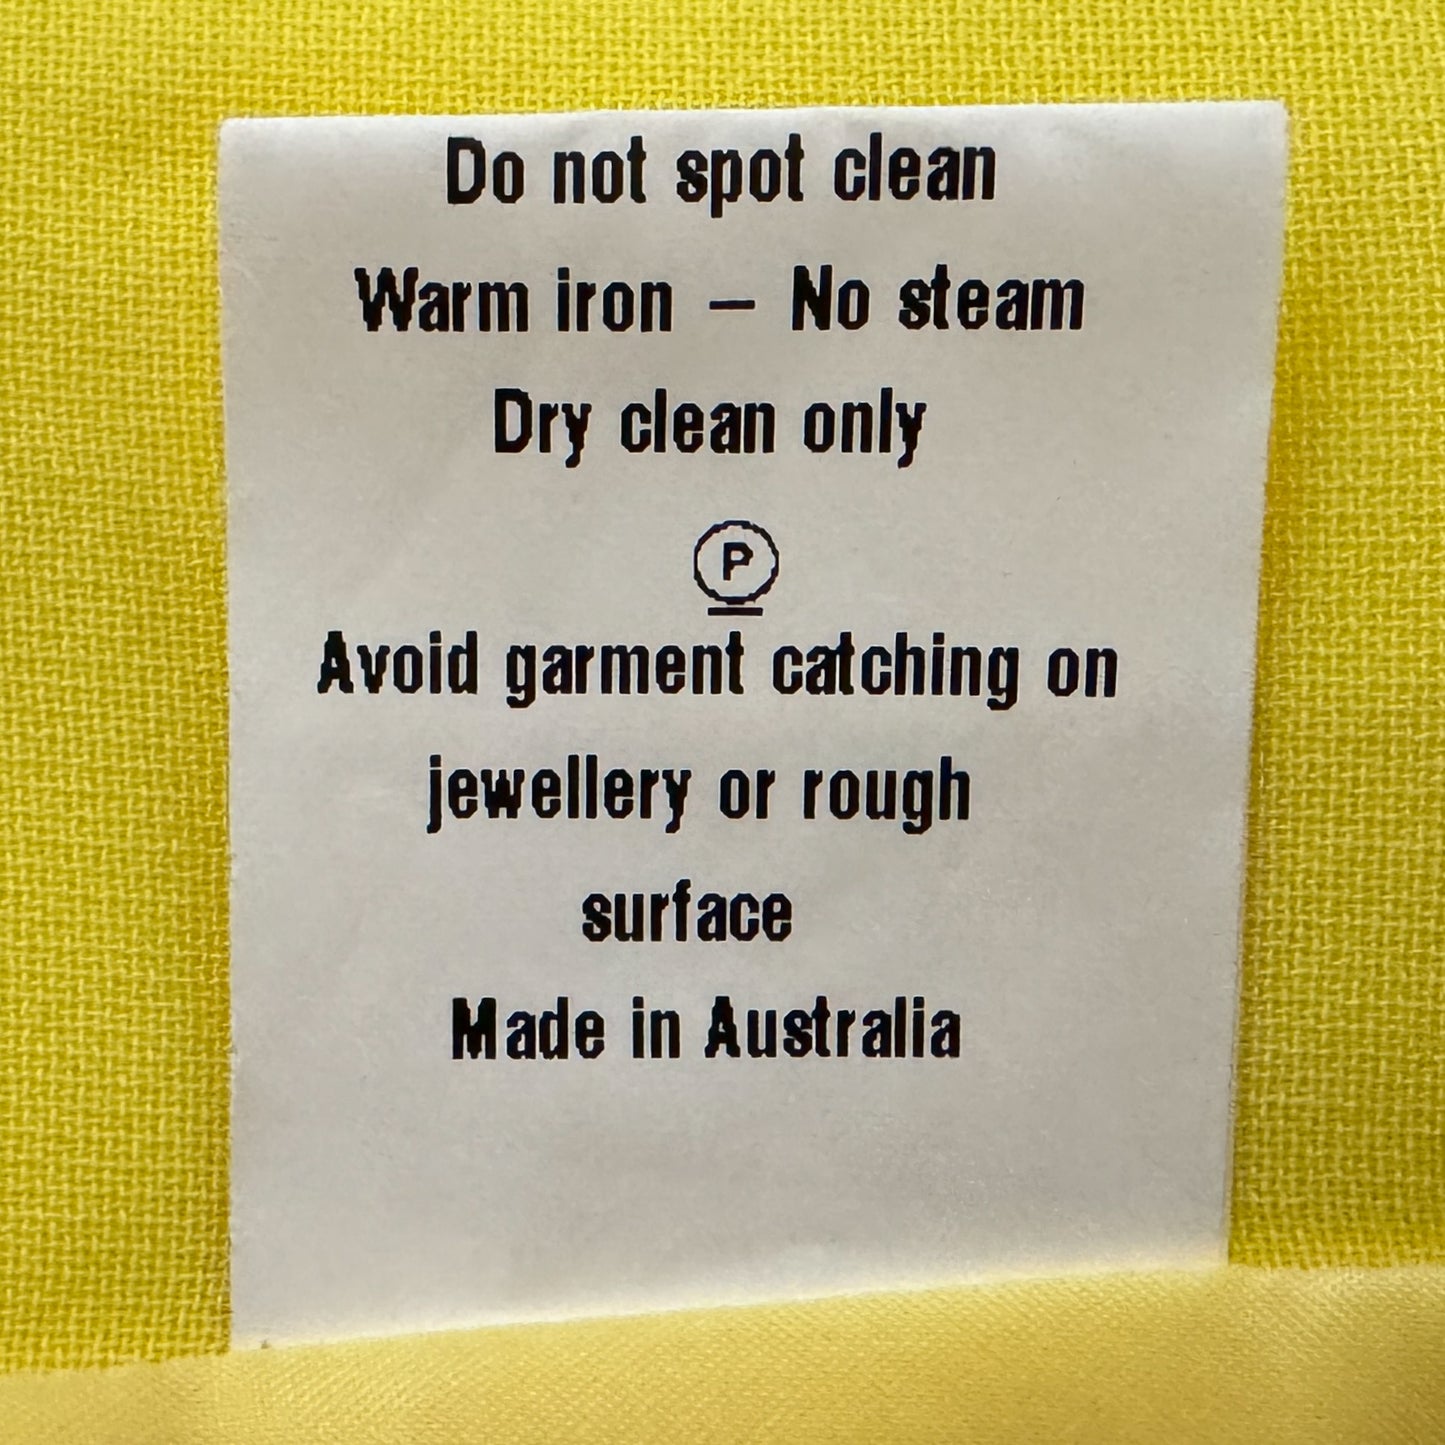 Do not spot clean
Warm iron – No steam
Dry clean only
P
Avoid garment catching on
jewellery or rough
surface
Made in Australia